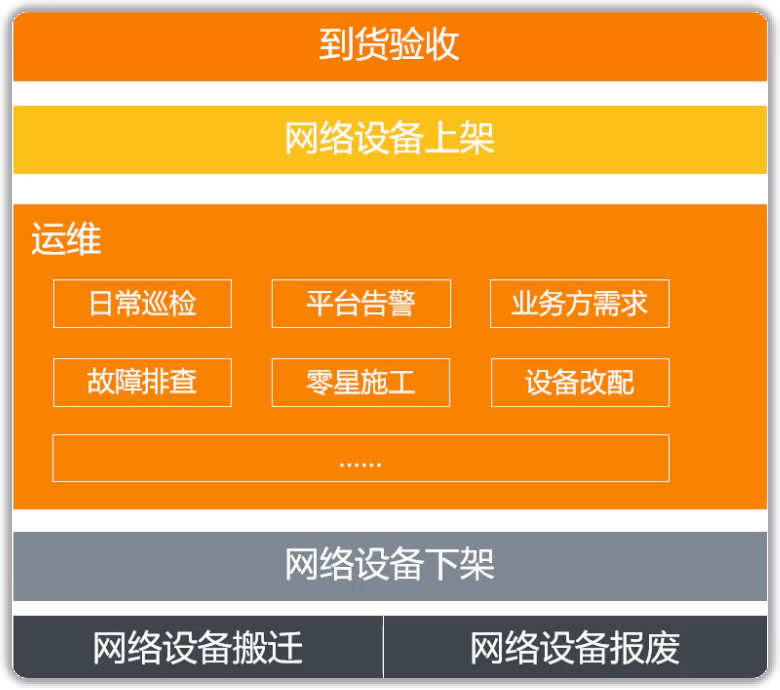 到货验收
网络设备上架
运维
日常巡检 平台告警 业务方需求
故障排查 零星施工 设备改配
......
网络设备下架
网络设备搬迁 网络设备报废